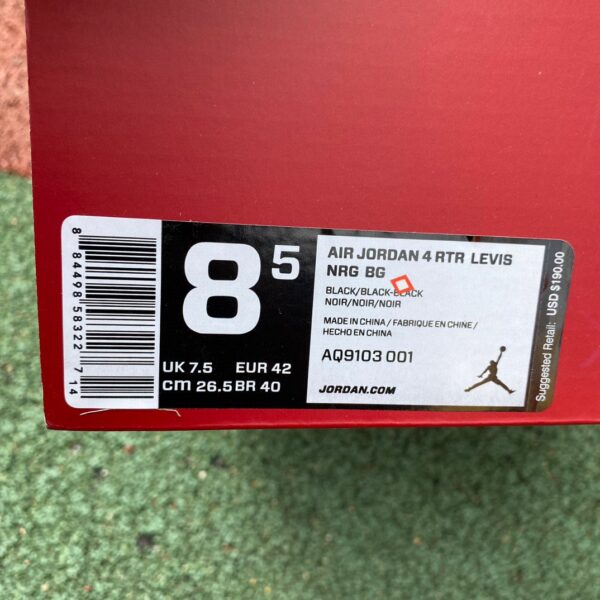 8 84498 58322 7 14
8.5
UK 7.5 EUR 42
cm 26.5 BR 40
AIR JORDAN 4 RTR LEVIS
NRG BG
BLACK/BLACK-BLACK
NOIR/NOIR/NOIR
MADE IN CHINA / FABRIQUE EN CHINE /
HECHO EN CHINA
AQ9103 001
JORDAN.COM
Suggested Retail: USD $190.00